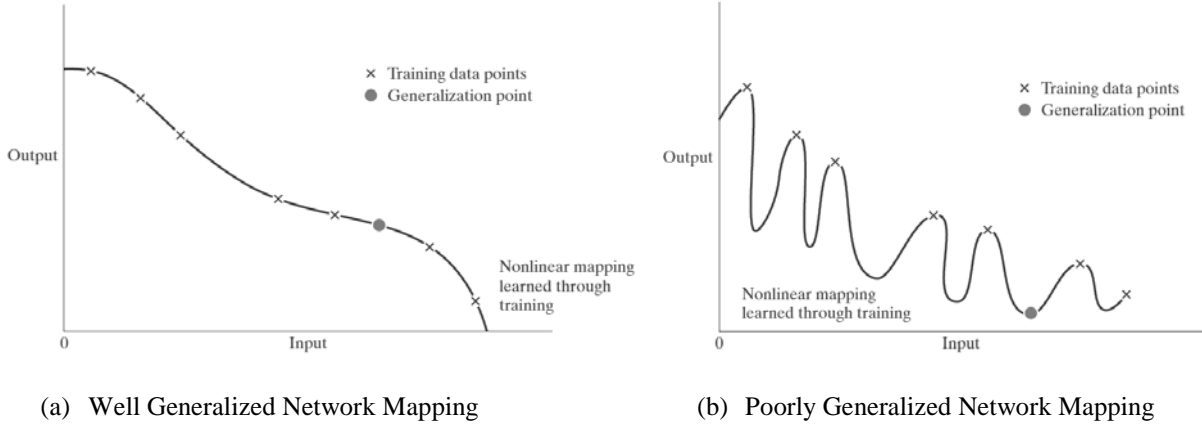 × Training data points
Generalization point
Output
Nonlinear mapping
learned through
training
0
Input
(a) Well Generalized Network Mapping
× Training data points
Generalization point
Output
Nonlinear mapping
learned through training
0
Input
(b) Poorly Generalized Network Mapping